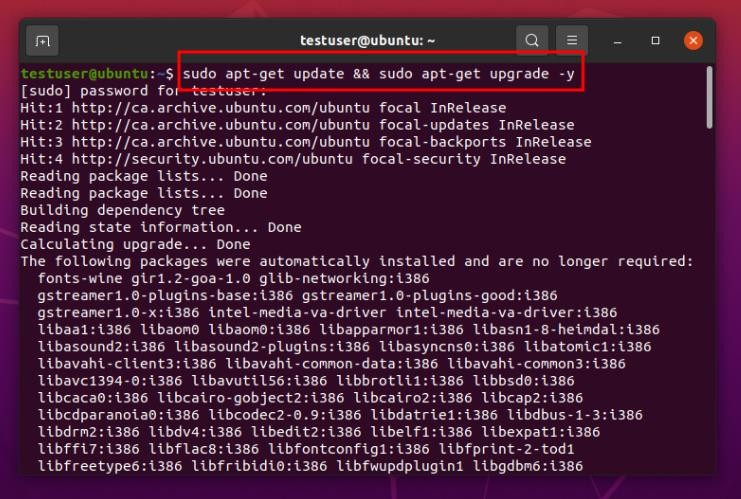 testuser@ubuntu: ~
testuser@ubuntu:~$ sudo apt-get update && sudo apt-get upgrade -y
[sudo] password for testuser:
Hit:1 http://ca.archive.ubuntu.com/ubuntu focal InRelease
Hit:2 http://ca.archive.ubuntu.com/ubuntu focal-updates InRelease
Hit:3 http://ca.archive.ubuntu.com/ubuntu focal-backports InRelease
Hit:4 http://security.ubuntu.com/ubuntu focal-security InRelease
Reading package lists... Done
Reading package lists... Done
Building dependency tree
Reading state information... Done
Calculating upgrade... Done
The following packages were automatically installed and are no longer required:
fonts-wine gir1.2-goa-1.0 glib-networking:i386
gstreamer1.0-plugins-base:i386 gstreamer1.0-plugins-good:i386
gstreamer1.0-x:i386 intel-media-va-driver intel-media-va-driver:i386
libaa1:i386 libaom0 libaom0:i386 libapparmor1:i386 libasn1-8-heimdal:i386
libasound2:i386 libasound2-plugins:i386 libasyncns0:i386 libatomic1:i386
libavahi-client3:i386 libavahi-common-data:i386 libavahi-common3:i386
libavc1394-0:i386 libavutil56:i386 libbrotli1:i386 libbsd0:i386
libcaca0:i386 libcairo-gobject2:i386 libcairo2:i386 libcap2:i386
libcdparanoia0:i386 libcodec2-0.9:i386 libdatrie1:i386 libdbus-1-3:i386
libdrm2:i386 libdv4:i386 libedit2:i386 libelf1:i386 libexpat1:i386
libffi7:i386 libflac8:i386 libfontconfig1:i386 libfprint-2-tod1
libfreetype6:i386 libfribidi0:i386 libfwupdplugin1 libgdbm6:i386